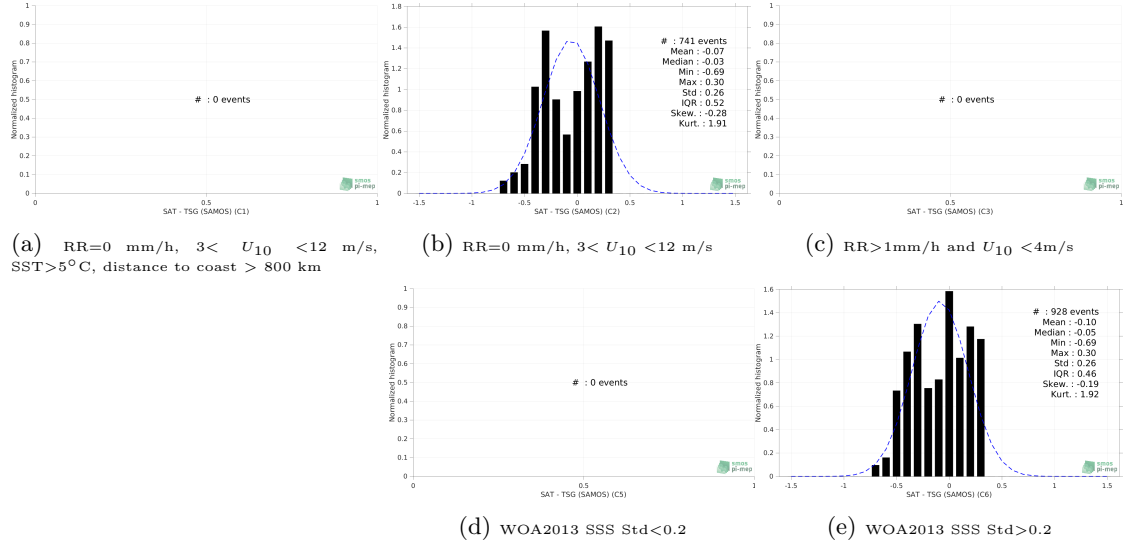 1
0.9
0.8
0.7
0.6
0.5
0.4
0.3
0.2
0.1
0
Normalized histogram
# : 0 events
0 0.5 1
SAT - TSG (SAMOS) (C1)
smos
pi-mep
1.8
1.6
1.4
1.2
1
0.8
0.6
0.4
0.2
0
Normalized histogram
# : 741 events
Mean : -0.07
Median : -0.03
Min : -0.69
Max : 0.30
Std : 0.26
IQR : 0.52
Skew. : -0.28
Kurt. : 1.91
-1.5 -1 -0.5 0 0.5 1 1.5
SAT - TSG (SAMOS) (C2)
smos
pi-mep
1
0.9
0.8
0.7
0.6
0.5
0.4
0.3
0.2
0.1
0
Normalized histogram
# : 0 events
0 0.5 1
SAT - TSG (SAMOS) (C3)
smos
pi-mep
(a) RR=0 mm/h, 3< U10 <12 m/s,
SST>5°C, distance to coast > 800 km
(b) RR=0 mm/h, 3< U10 <12 m/s
(c) RR>1mm/h and U10 <4m/s
1
0.9
0.8
0.7
0.6
0.5
0.4
0.3
0.2
0.1
0
Normalized histogram
# : 0 events
0 0.5 1
SAT - TSG (SAMOS) (C5)
smos
pi-mep
1.6
1.4
1.2
1
0.8
0.6
0.4
0.2
0
Normalized histogram
# : 928 events
Mean : -0.10
Median : -0.05
Min : -0.69
Max : 0.30
Std : 0.26
IQR : 0.46
Skew. : -0.19
Kurt. : 1.92
-1.5 -1 -0.5 0 0.5 1 1.5
SAT - TSG (SAMOS) (C6)
smos
pi-mep
(d) WOA2013 SSS Std<0.2
(e) WOA2013 SSS Std>0.2